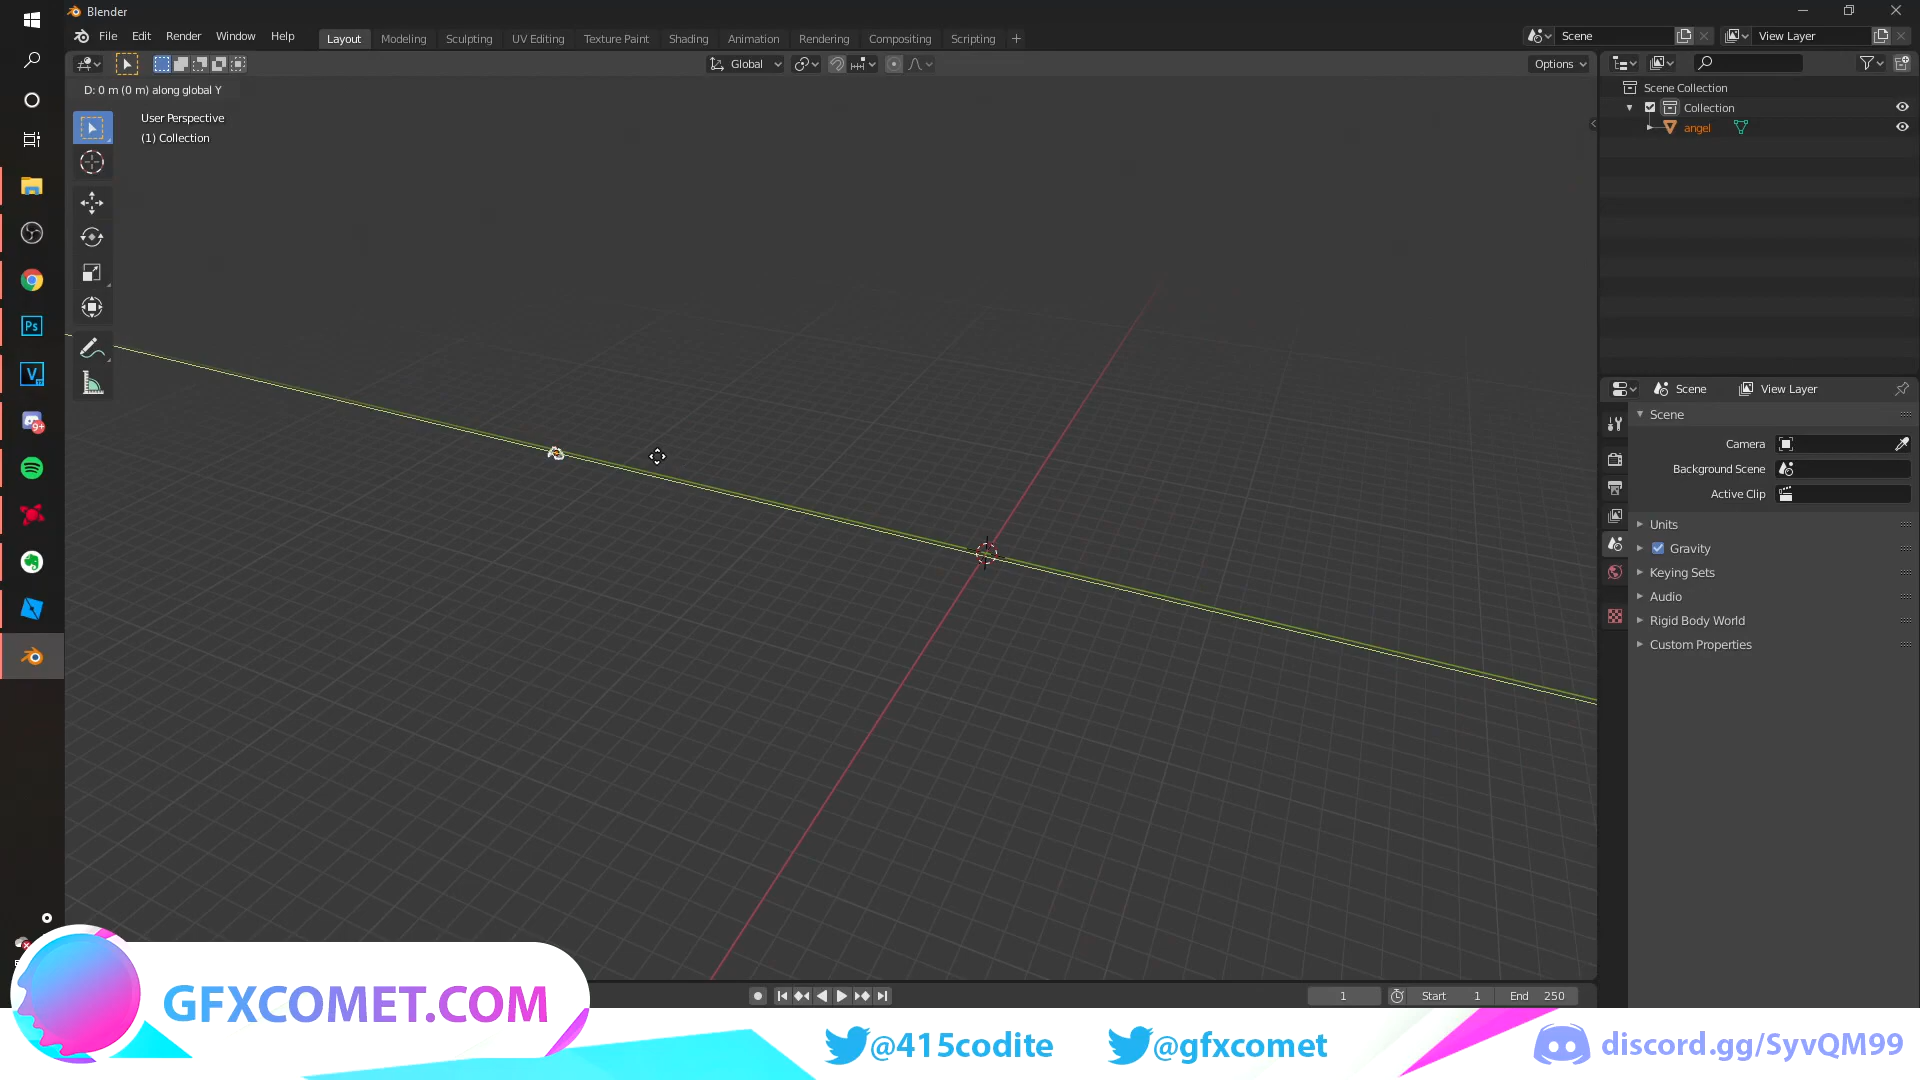 Blender
File Edit Render Window Help
Layout Modeling Sculpting UV Editing Texture Paint Shading Animation Rendering Compositing Scripting +
Scene
View Layer
Global
Options
D: 0 m (0 m) along global Y
User Perspective
(1) Collection
Scene Collection
Collection
angel
Scene View Layer
Scene
Camera
Background Scene
Active Clip
Units
Gravity
Keying Sets
Audio
Rigid Body World
Custom Properties
Ps
V
9+
1
Start 1
End 250
GFXCOMET.COM
@415codite
@gfxcomet
discord.gg/SyvQM99